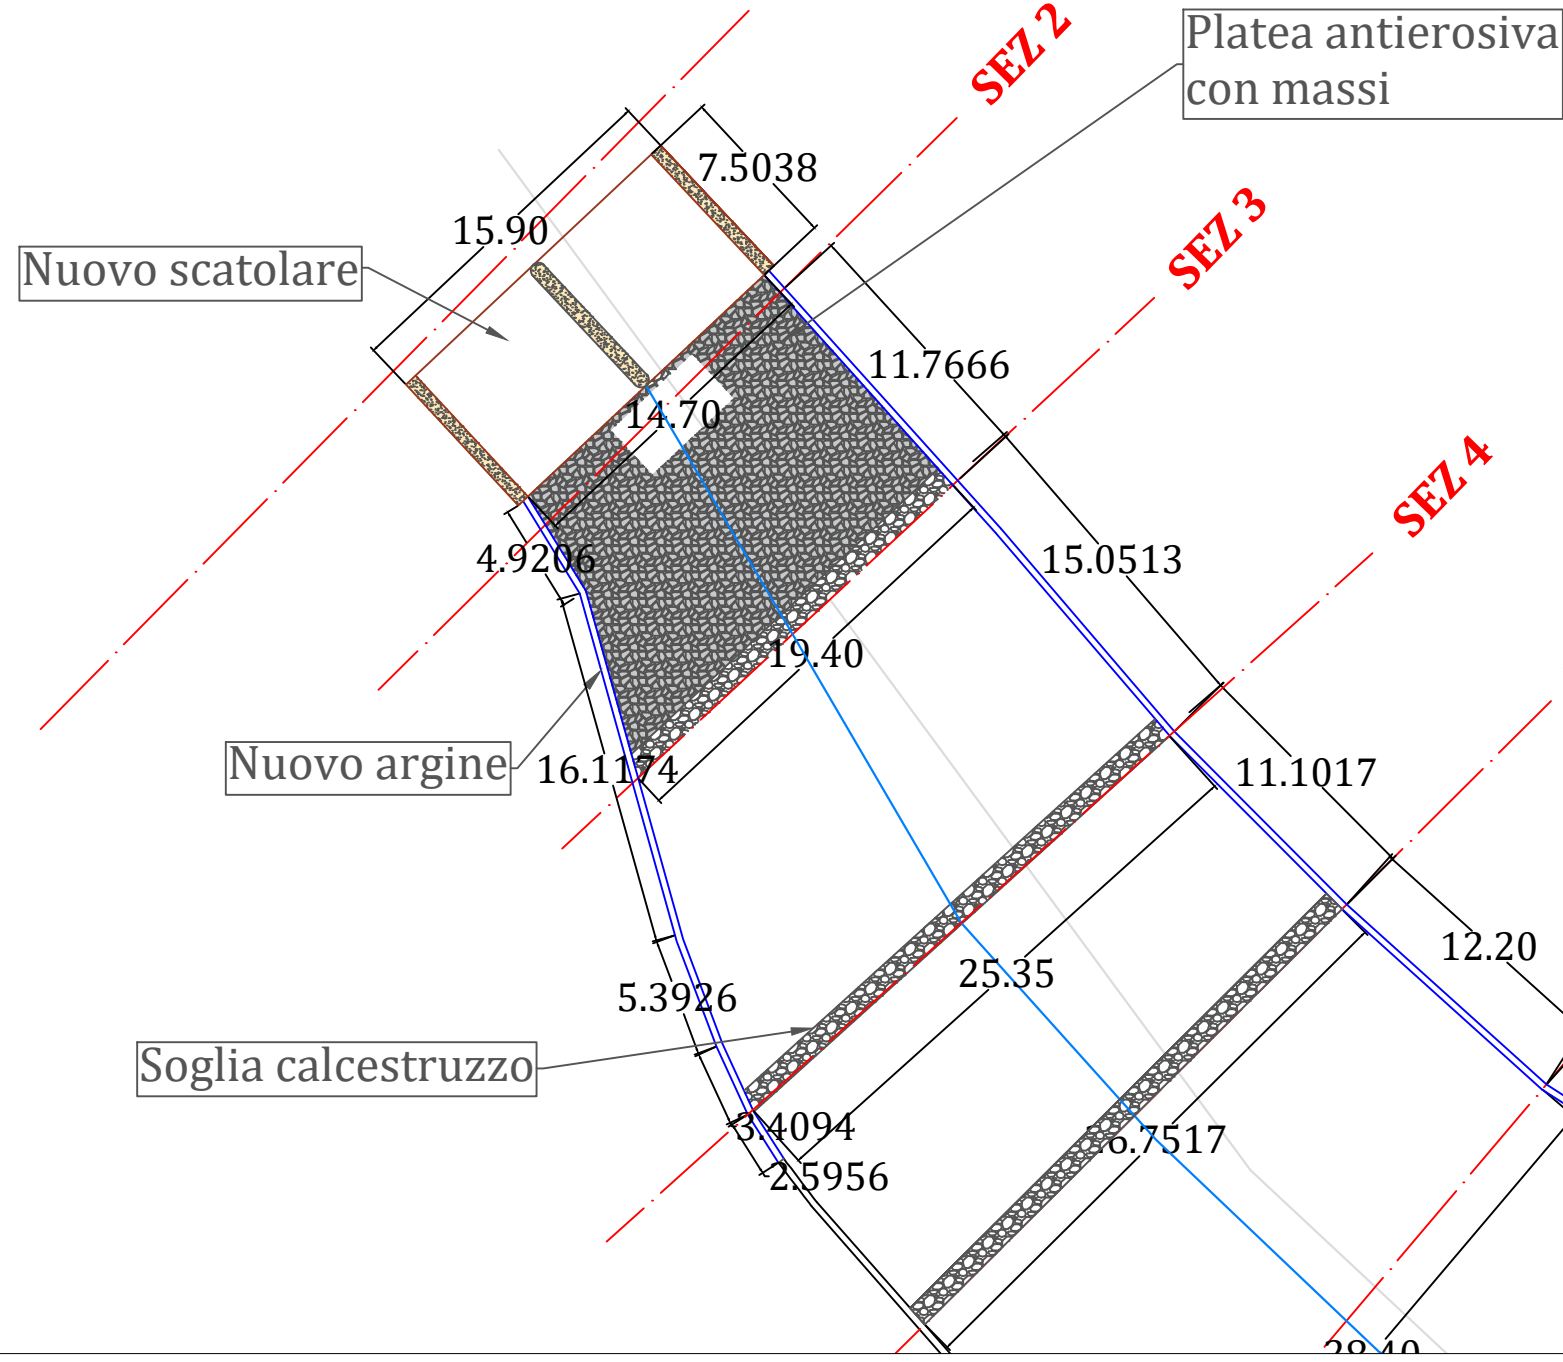 SEZ 2
Platea antierosiva
con massi
7.5038
SEZ 3
15.90
Nuovo scatolare
11.7666
14.70
SEZ 4
4.9206
15.0513
19.40
Nuovo argine
16.1174
11.1017
12.20
25.35
5.3926
Soglia calcestruzzo
3.4094
2.5956